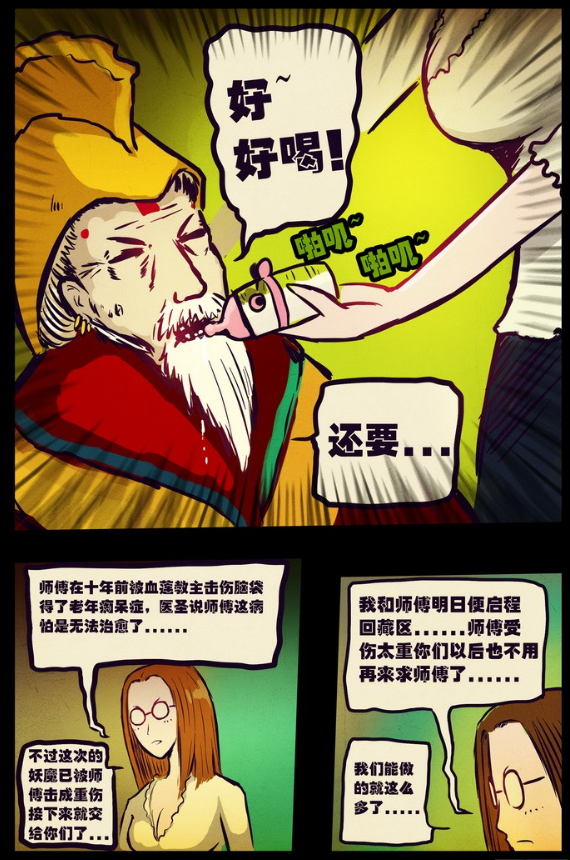 好~
好喝!
啪叽~
啪叽~
还要...
师傅在十年前被血莲教主击伤脑袋
得了老年痴呆症，医圣说师傅这病
怕是无法治愈了......
不过这次的
妖魔已被师
傅击成重伤
接下来就交
给你们了...
我和师傅明日便启程
回藏区......师傅受
伤太重你们以后也不用
再来求师傅了......
我们能做
的就这么
多了.....